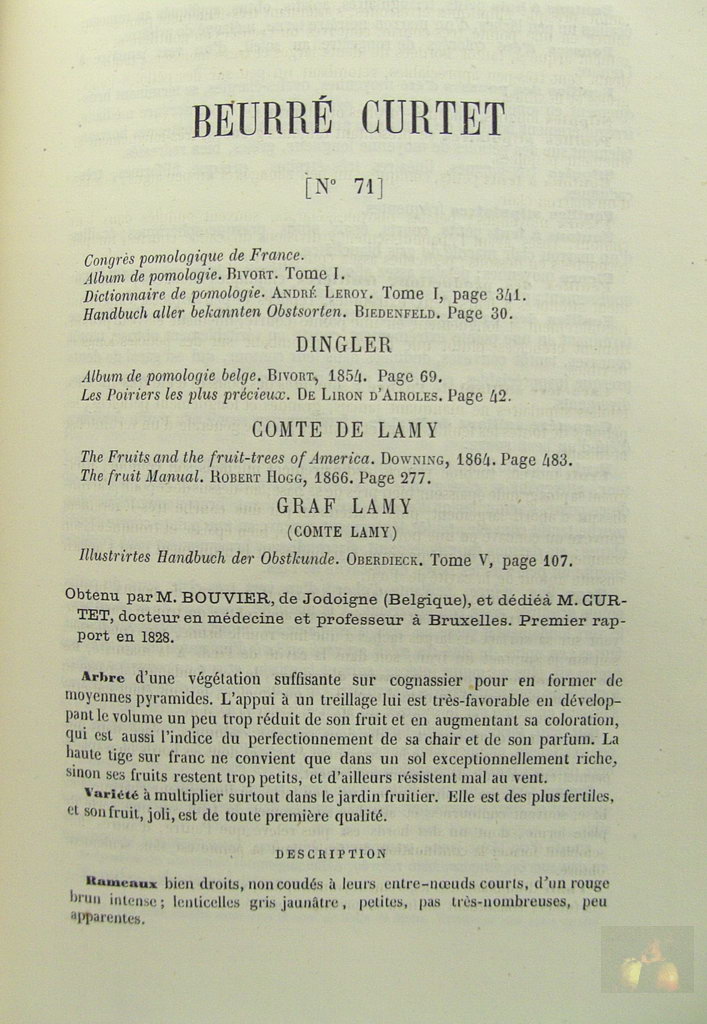 BEURRÉ CURTET
[N° 71]
Congrès pomologique de France.
Album de pomologie. BIVORT. Tome I.
Dictionnaire de pomologie. ANDRÉ LEROY. Tome I, page 341.
Handbuch aller bekannten Obstsorten. BIEDENFELD. Page 30.
DINGLER
Album de pomologie belge. BIVORT, 1854. Page 69.
Les Poiriers les plus précieux. DE LIRON D'AIROLES. Page 42.
COMTE DE LAMY
The Fruits and the fruit-trees of America. DOWNING, 1864. Page 483.
The fruit Manual. ROBERT HOGG, 1866. Page 277.
GRAF LAMY
(COMTE LAMY)
Illustrirtes Handbuch der Obstkunde. OBERDIECK. Tome V, page 107.
Obtenu par M. BOUVIER, de Jodoigne (Belgique), et dédié à M. CUR-
TET, docteur en médecine et professeur à Bruxelles. Premier rap-
port en 1828.
Arbre d'une végétation suffisante sur cognassier pour en former de
moyennes pyramides. L'appui à un treillage lui est très-favorable en dévelop-
pant le volume un peu trop réduit de son fruit et en augmentant sa coloration,
qui est aussi l'indice du perfectionnement de sa chair et de son parfum. La
haute tige sur franc ne convient que dans un sol exceptionnellement riche,
sinon ses fruits restent trop petits, et d'ailleurs résistent mal au vent.
Variété à multiplier surtout dans le jardin fruitier. Elle est des plus fertiles,
et son fruit, joli, est de toute première qualité.
DESCRIPTION
Rameaux bien droits, non coudés à leurs entre-nœuds courts, d'un rouge
brun intense; lenticelles gris jaunâtre, petites, pas très-nombreuses, peu
apparentes.